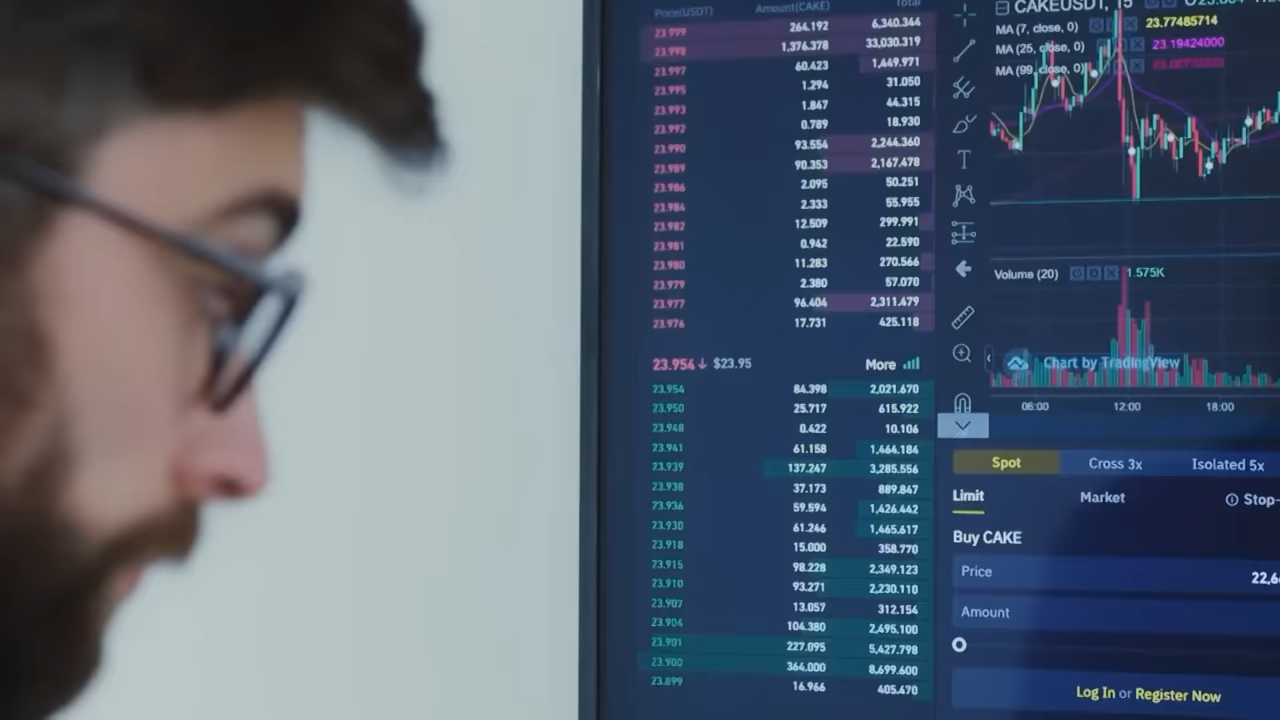 Price(USDT) Amount(CAKE) Total
23.999 264.192 6,340.344
23.998 1,376.378 33,030.319
23.997 60.423 1,449.971
23.995 1.294 31.050
23.993 1.847 44.315
23.992 0.789 18.930
23.990 93.554 2,244.360
23.989 90.353 2,167.478
23.986 2.095 50.251
23.984 2.333 55.955
23.982 12.509 299.991
23.981 0.942 22.590
23.980 11.283 270.566
23.979 2.380 57.070
23.977 96.404 2,311.479
23.976 17.731 425.118
23.954↓ $23.95 More
23.954 84.398 2,021.670
23.950 25.717 615.922
23.948 0.422 10.106
23.941 61.158 1,464.184
23.939 137.247 3,285.556
23.938 37.173 889.847
23.936 59.594 1,426.442
23.930 61.246 1,465.617
23.918 15.000 358.770
23.915 98.228 2,349.123
23.910 93.271 2,230.110
23.907 13.057 312.154
23.904 104.380 2,495.100
23.901 227.095 5,427.798
23.900 364.000 8,699.600
23.899 16.966 405.470
CAKEUSDT, 15
MA (7, close, 0) 23.77485714
MA (25, close, 0) 23.19424000
MA (99, close, 0)
T
Volume (20) 1.575K
Chart by TradingView
06:00 12:00 18:00
Spot Cross 3x Isolated 5x
Limit Market Stop-
Buy CAKE
Price 22,6
Amount
Log In or Register Now